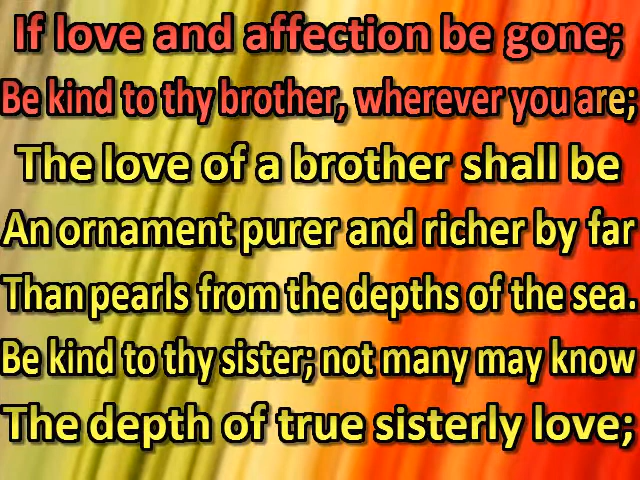 If love and affection be gone;
Be kind to thy brother, wherever you are;
The love of a brother shall be
An ornament purer and richer by far
Than pearls from the depths of the sea.
Be kind to thy sister; not many may know
The depth of true sisterly love;